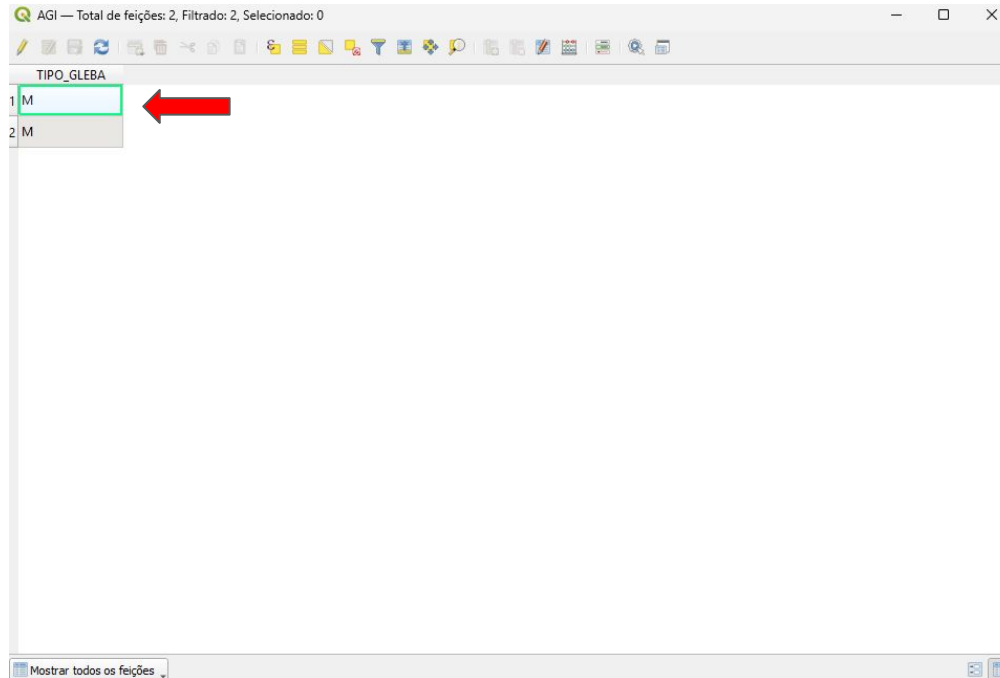 AGI — Total de feições: 2, Filtrado: 2, Selecionado: 0
TIPO_GLEBA
1 M
2 M
Mostrar todos os feições